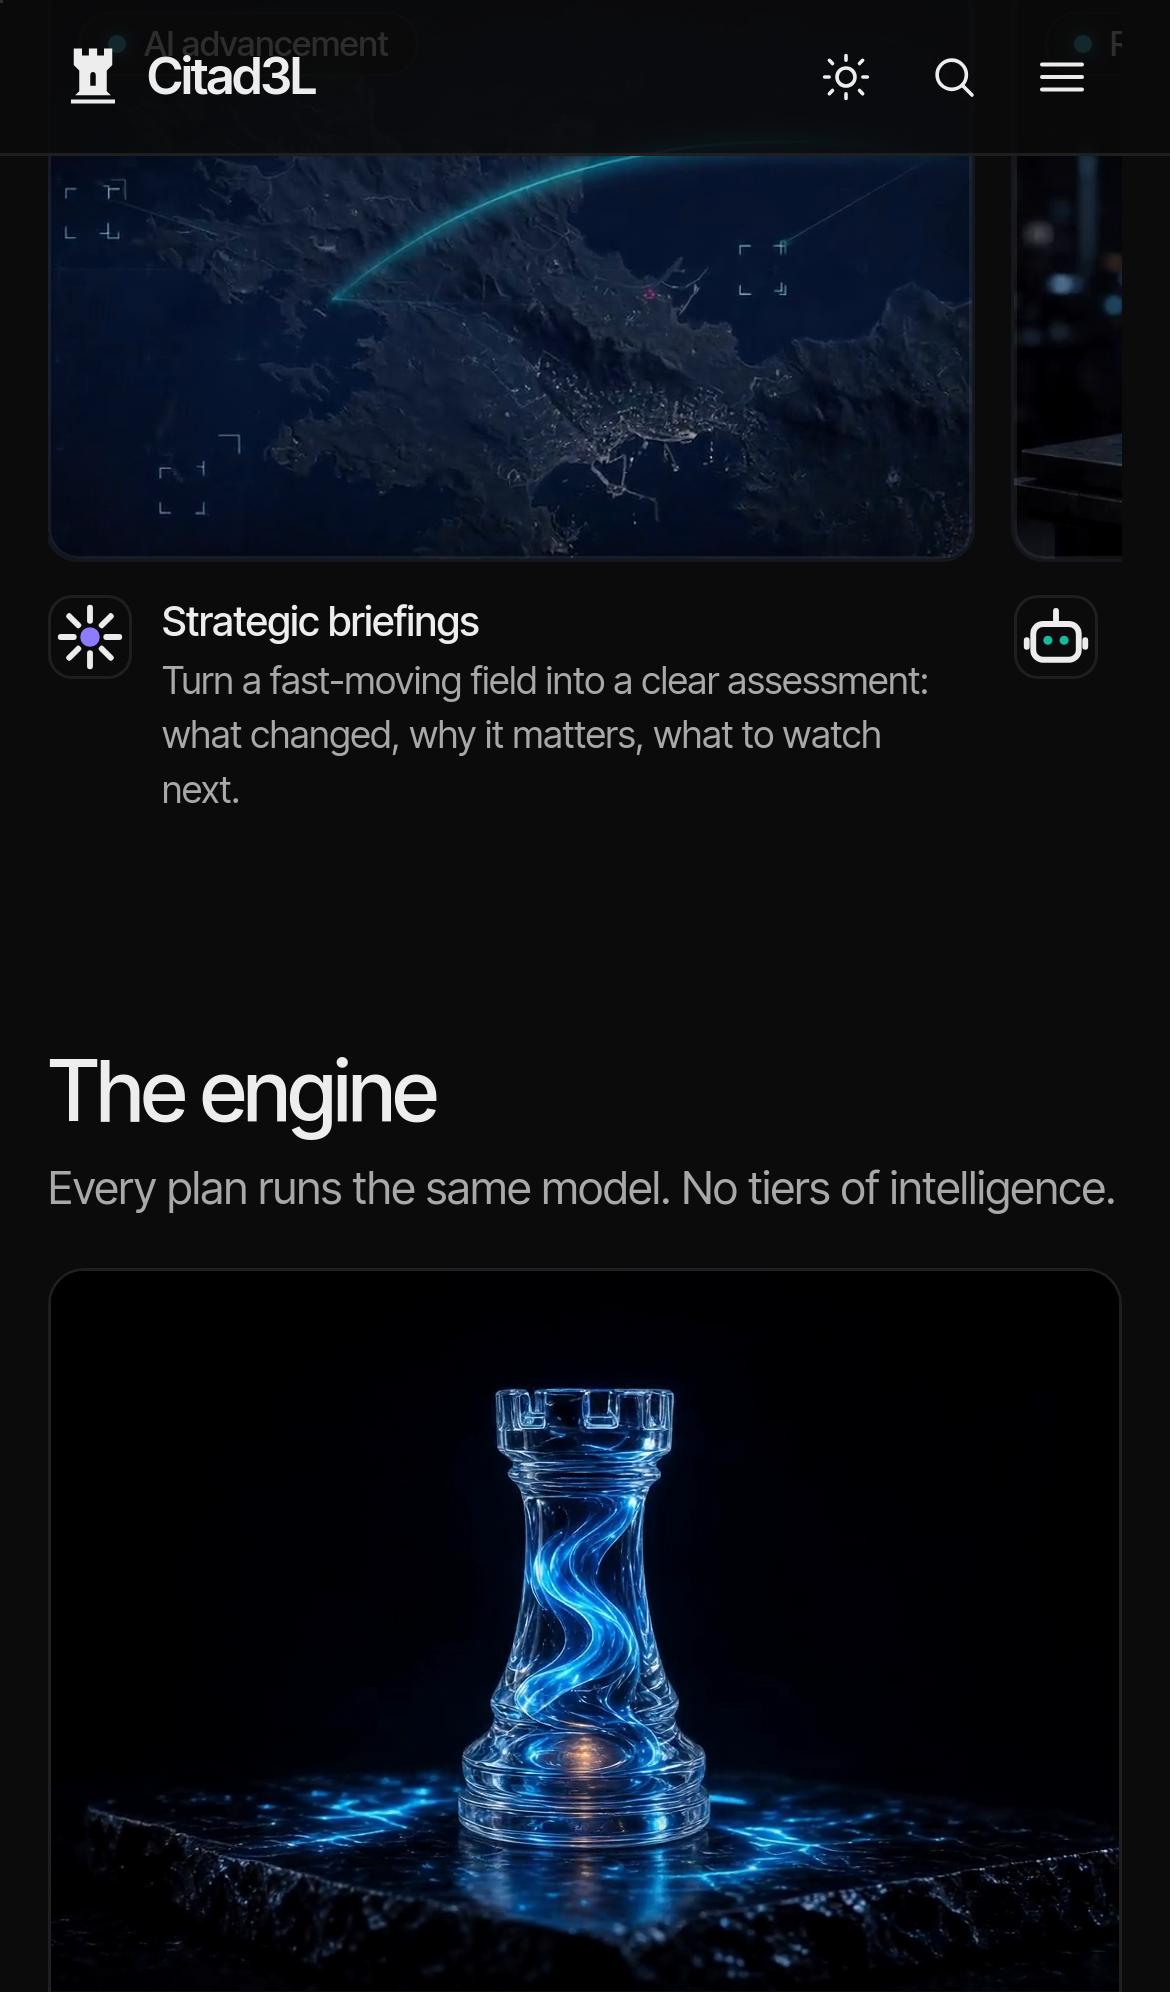 AI advancement
Citad3L
Strategic briefings
Turn a fast-moving field into a clear assessment:
what changed, why it matters, what to watch
next.
The engine
Every plan runs the same model. No tiers of intelligence.